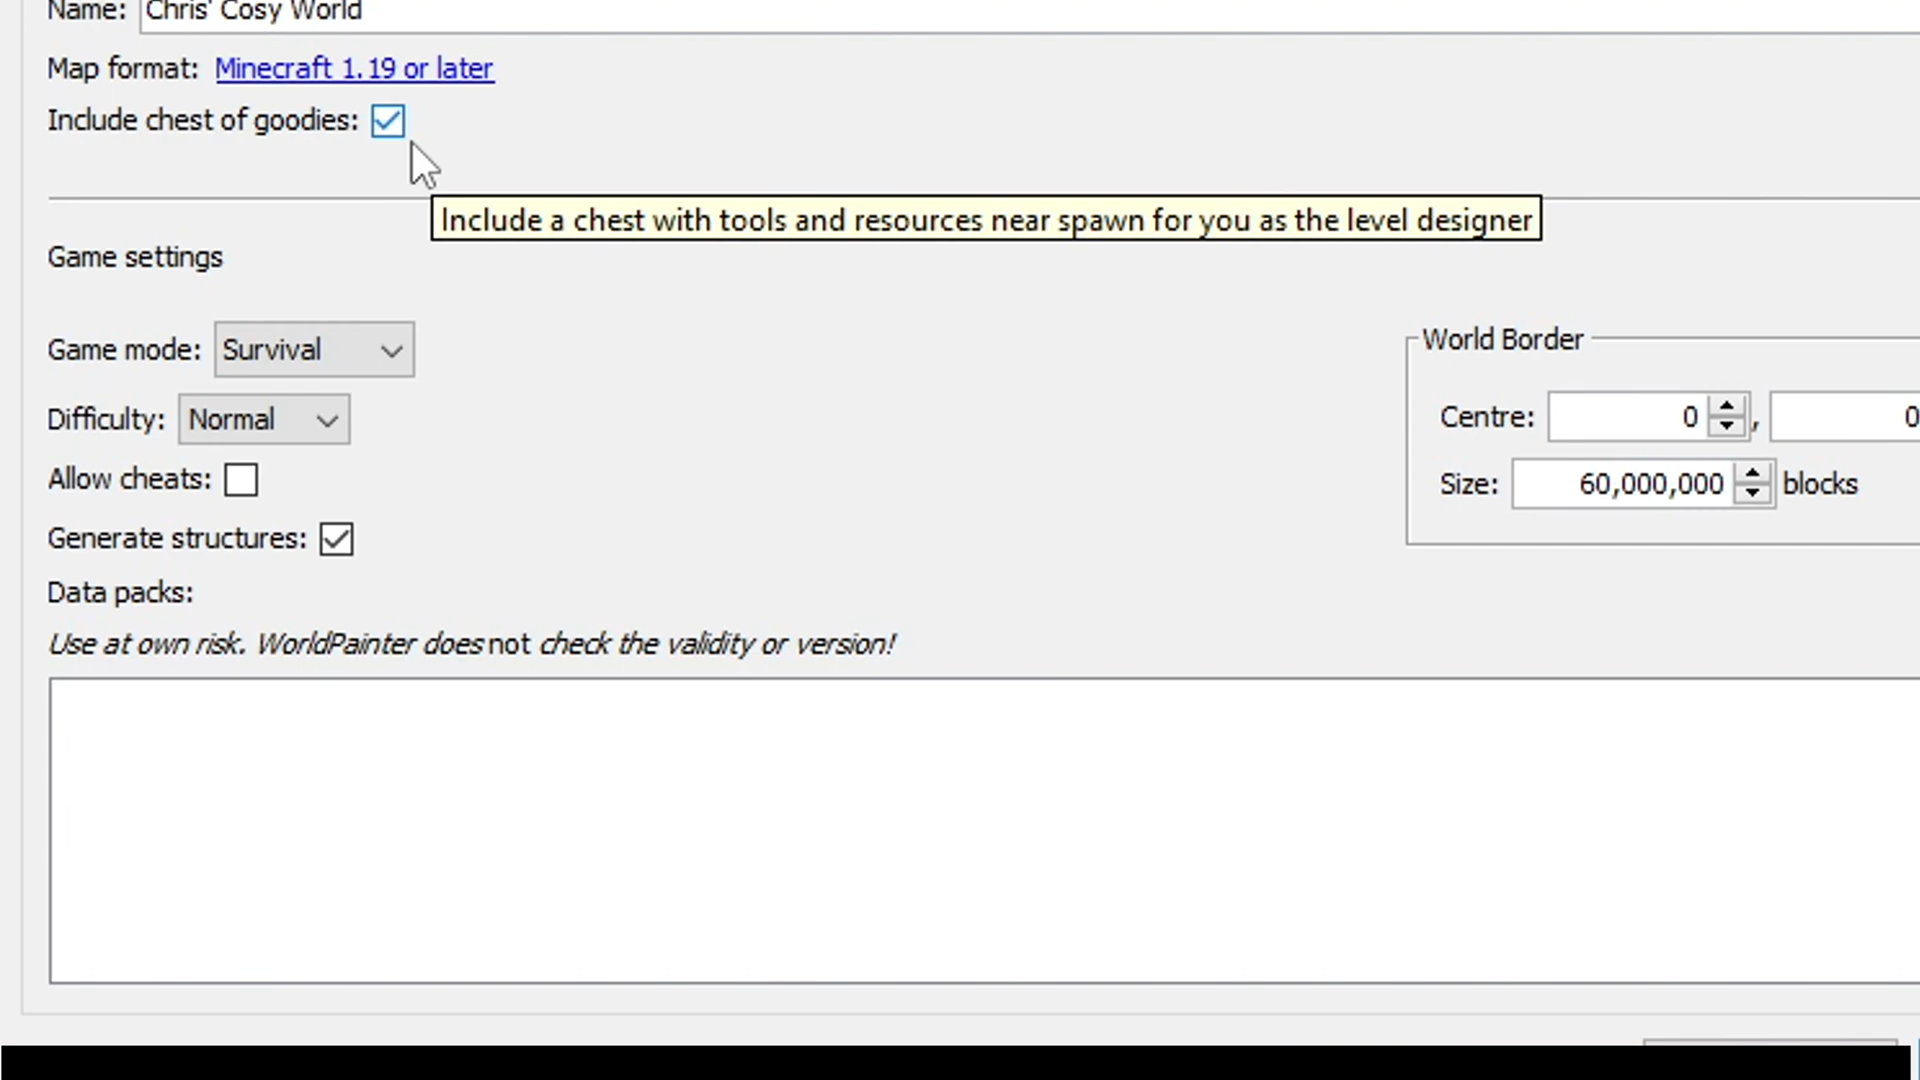 Name: Chris' Cosy World
Map format: Minecraft 1.19 or later
Include chest of goodies:
Include a chest with tools and resources near spawn for you as the level designer
Game settings
Game mode: Survival
Difficulty: Normal
Allow cheats:
Generate structures:
World Border
Centre: 0 , 0
Size: 60,000,000 blocks
Data packs:
Use at own risk. WorldPainter does not check the validity or version!